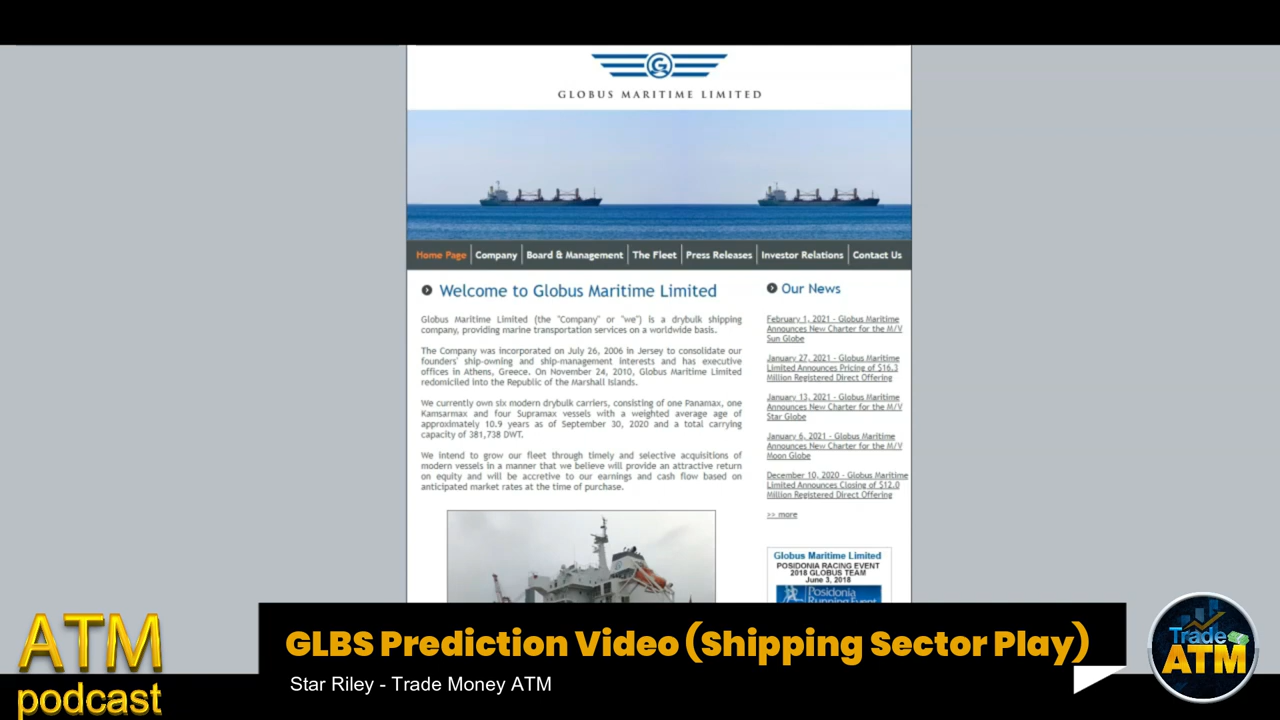 G
GLOBUS MARITIME LIMITED
Home Page
Company
Board & Management
The Fleet
Press Releases
Investor Relations
Contact Us
Welcome to Globus Maritime Limited
Globus Maritime Limited (the "Company" or "we") is a drybulk shipping
company, providing marine transportation services on a worldwide basis.
The Company was incorporated on July 26, 2006 in Jersey to consolidate our
founders' ship-owning and ship-management interests and has executive
offices in Athens, Greece. On November 24, 2010, Globus Maritime Limited
redomiciled into the Republic of the Marshall Islands.
We currently own six modern drybulk carriers, consisting of one Panamax, one
Kamsarmax and four Supramax vessels with a weighted average age of
approximately 10.9 years as of September 30, 2020 and a total carrying
capacity of 381,738 DWT.
We intend to grow our fleet through timely and selective acquisitions of
modern vessels in a manner that we believe will provide an attractive return
on equity and will be accretive to our earnings and cash flow based on
anticipated market rates at the time of purchase.
Our News
February 1, 2021 - Globus Maritime
Announces New Charter for the M/V
Sun Globe
January 27, 2021 - Globus Maritime
Limited Announces Pricing of $16.3
Million Registered Direct Offering
January 13, 2021 - Globus Maritime
Announces New Charter for the M/V
Star Globe
January 6, 2021 - Globus Maritime
Announces New Charter for the M/V
Moon Globe
December 10, 2020 - Globus Maritime
Limited Announces Closing of $12.0
Million Registered Direct Offering
>> more
Globus Maritime Limited
POSIDONIA RACING EVENT
2018 GLOBUS TEAM
June 3, 2018
Posidonia
Running Event
ATM
podcast
GLBS Prediction Video (Shipping Sector Play)
Star Riley - Trade Money ATM
Trade
ATM